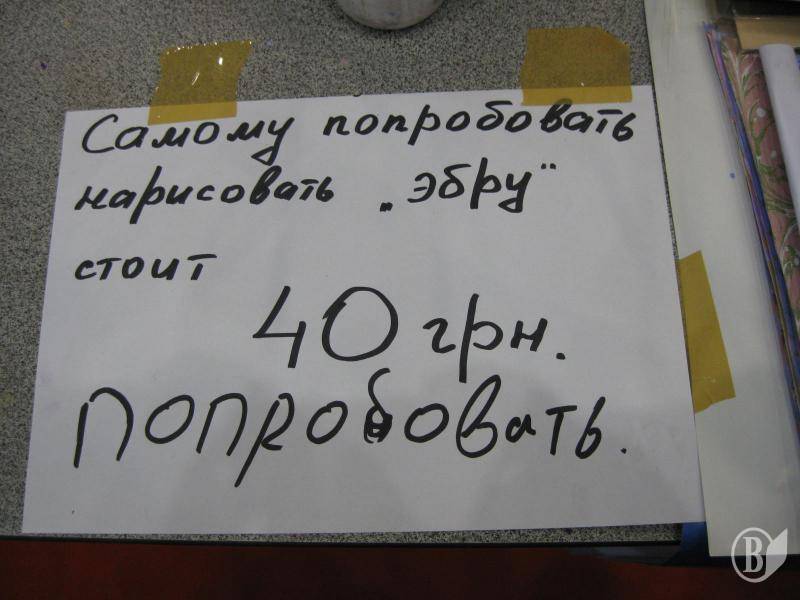 Самому попробовать
нарисовать „эбру“
стоит
40 грн.
попробовать.
В